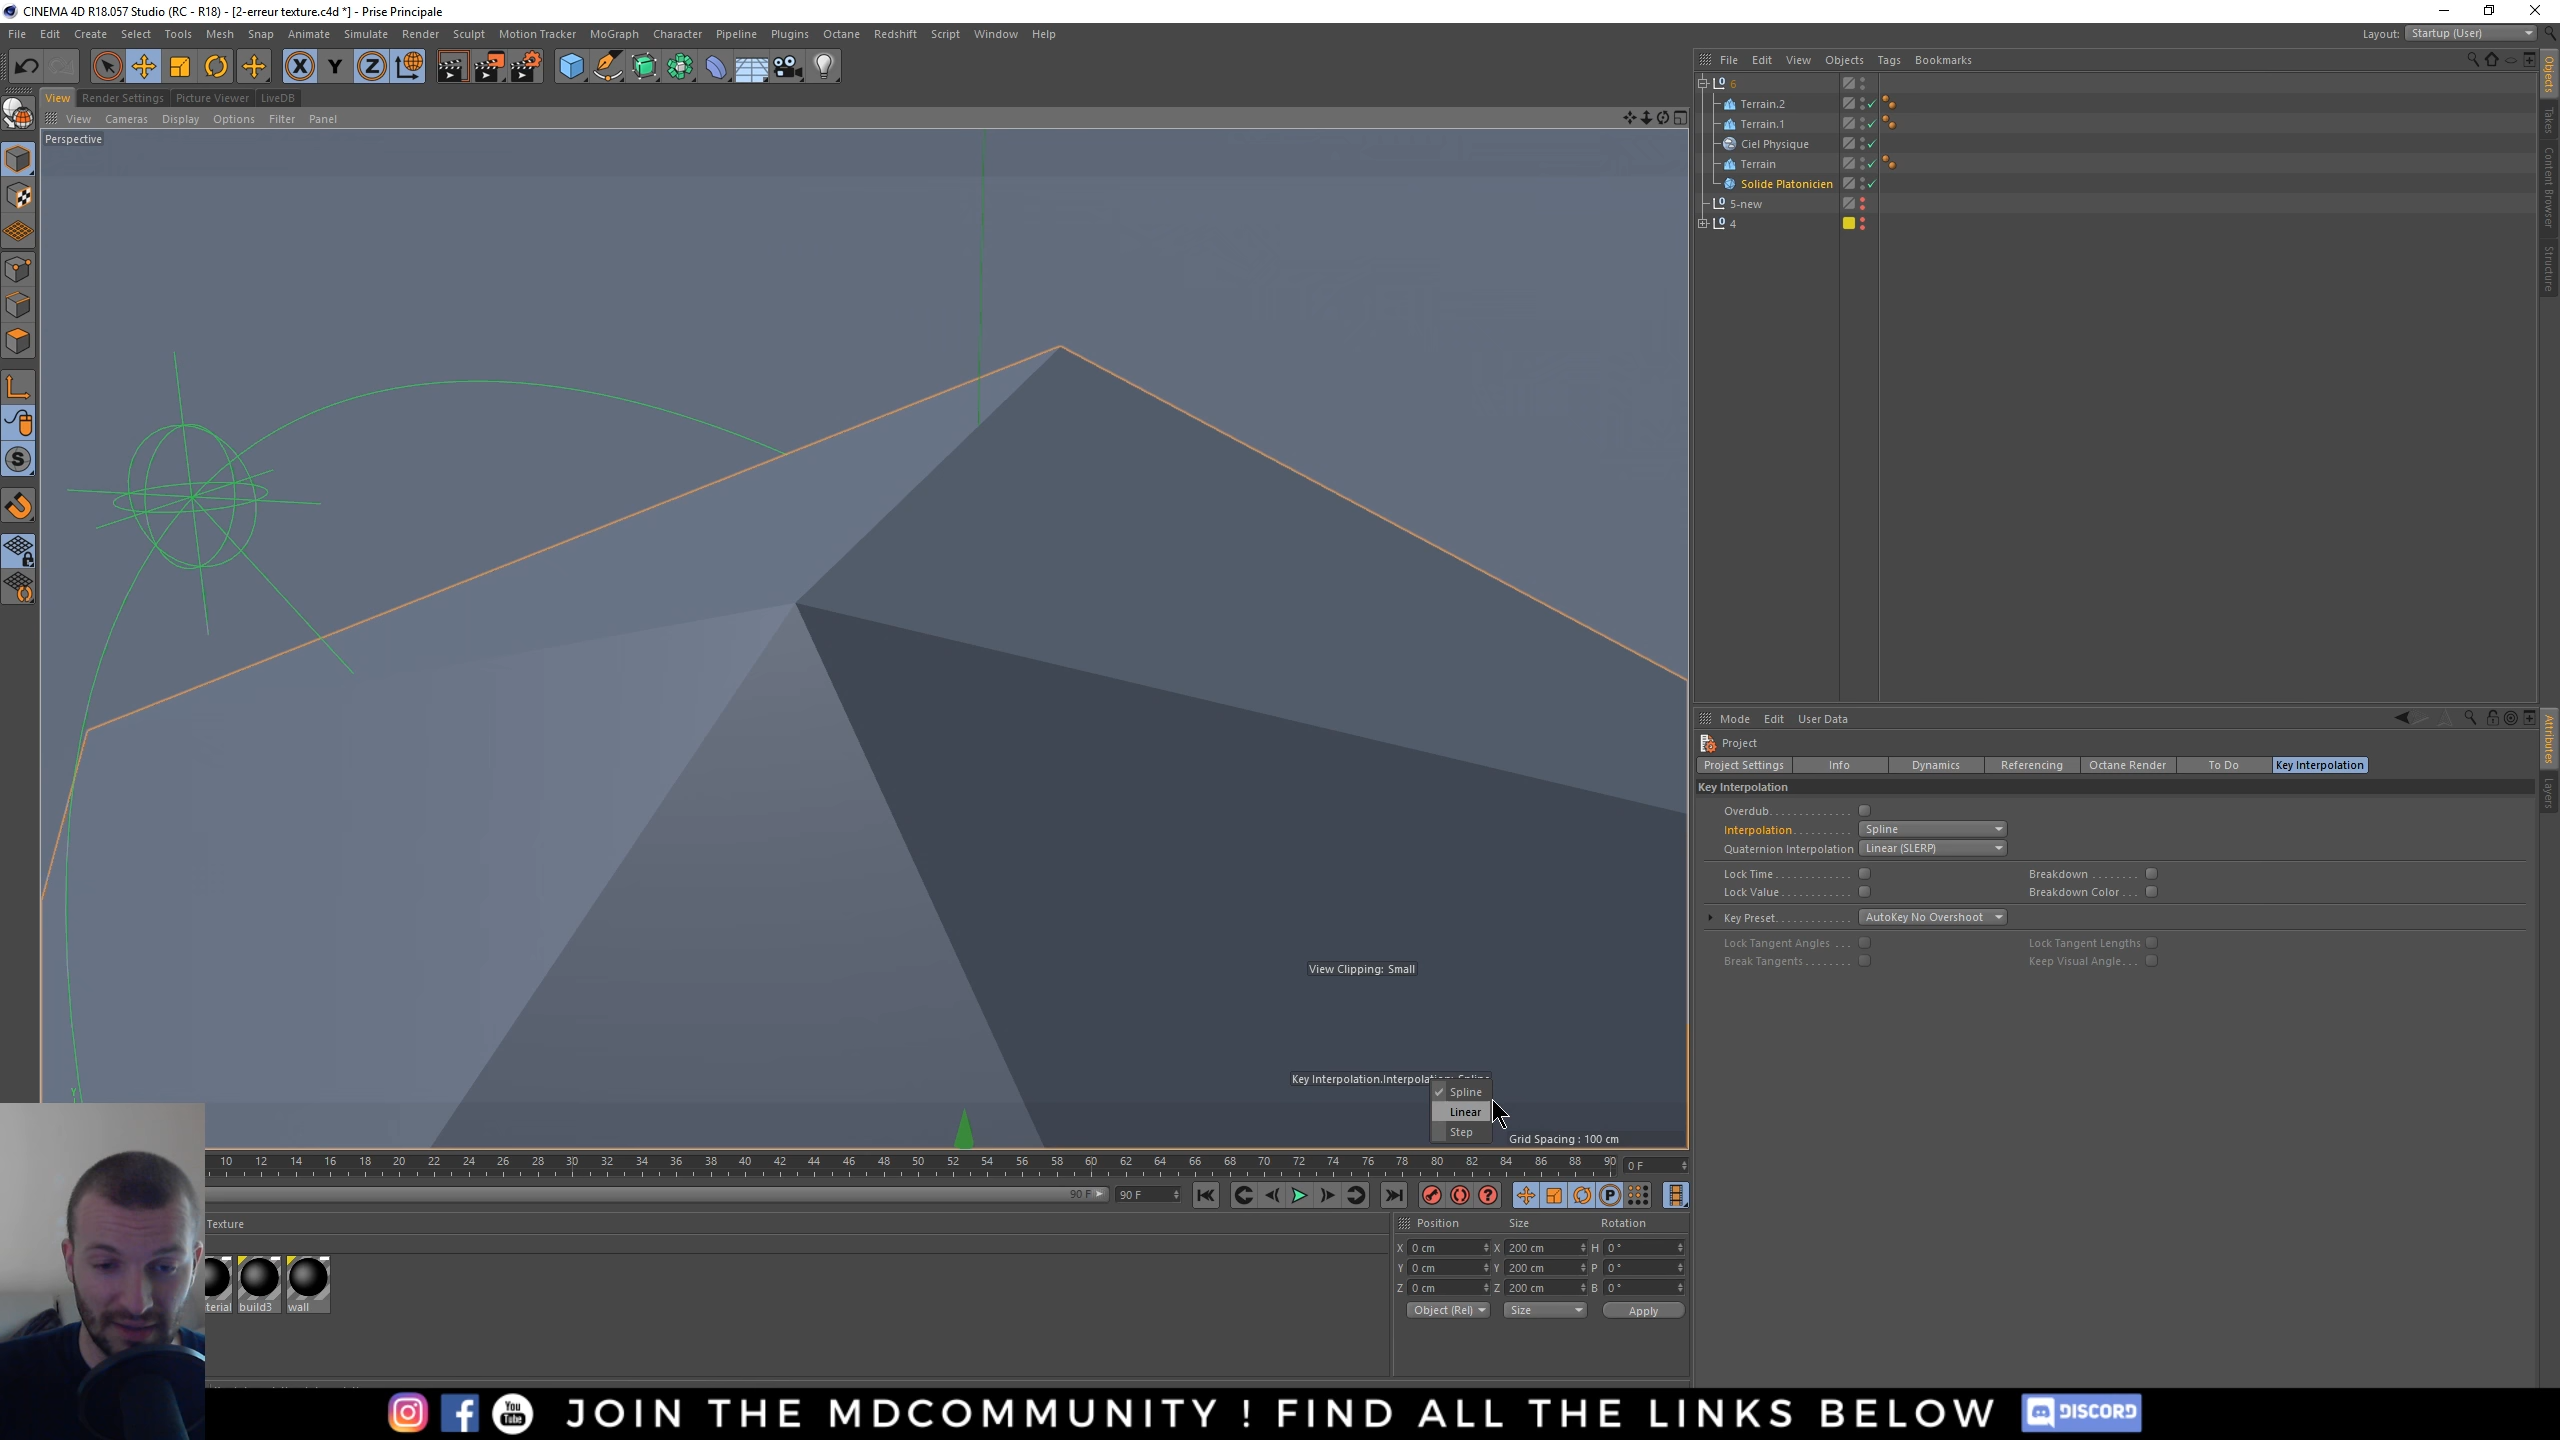 CINEMA 4D R18.057 Studio (RC - R18) - [2-erreur texture.c4d *] - Prise Principale
File Edit Create Select Tools Mesh Snap Animate Simulate Render Sculpt Motion Tracker MoGraph Character Pipeline Plugins Octane Redshift Script Window Help
Layout: Startup (User)
X Y Z
View Render Settings Picture Viewer LiveDB
View Cameras Display Options Filter Panel
Perspective
File Edit View Objects Tags Bookmarks
6
Terrain.2
Terrain.1
Ciel Physique
Terrain
Solide Platonicien
5-new
4
Objects
Takes
Content Browser
Structure
Mode Edit User Data
Project
Project Settings Info Dynamics Referencing Octane Render To Do Key Interpolation
Key Interpolation
Overdub
Interpolation Spline
Quaternion Interpolation Linear (SLERP)
Lock Time Breakdown
Lock Value Breakdown Color
Key Preset AutoKey No Overshoot
Lock Tangent Angles Lock Tangent Lengths
Break Tangents Keep Visual Angle
Attributes
Layers
View Clipping: Small
Key Interpolation.Interpolation: Spline
Spline
Linear
Step
Grid Spacing : 100 cm
Y
10 12 14 16 18 20 22 24 26 28 30 32 34 36 38 40 42 44 46 48 50 52 54 56 58 60 62 64 66 68 70 72 74 76 78 80 82 84 86 88 90 0 F
90 F 90 F
Texture
terial build3 wall
Position Size Rotation
X 0 cm X 200 cm H 0 °
Y 0 cm Y 200 cm P 0 °
Z 0 cm Z 200 cm B 0 °
Object (Rel) Size Apply
You Tube JOIN THE MDCOMMUNITY ! FIND ALL THE LINKS BELOW DISCORD